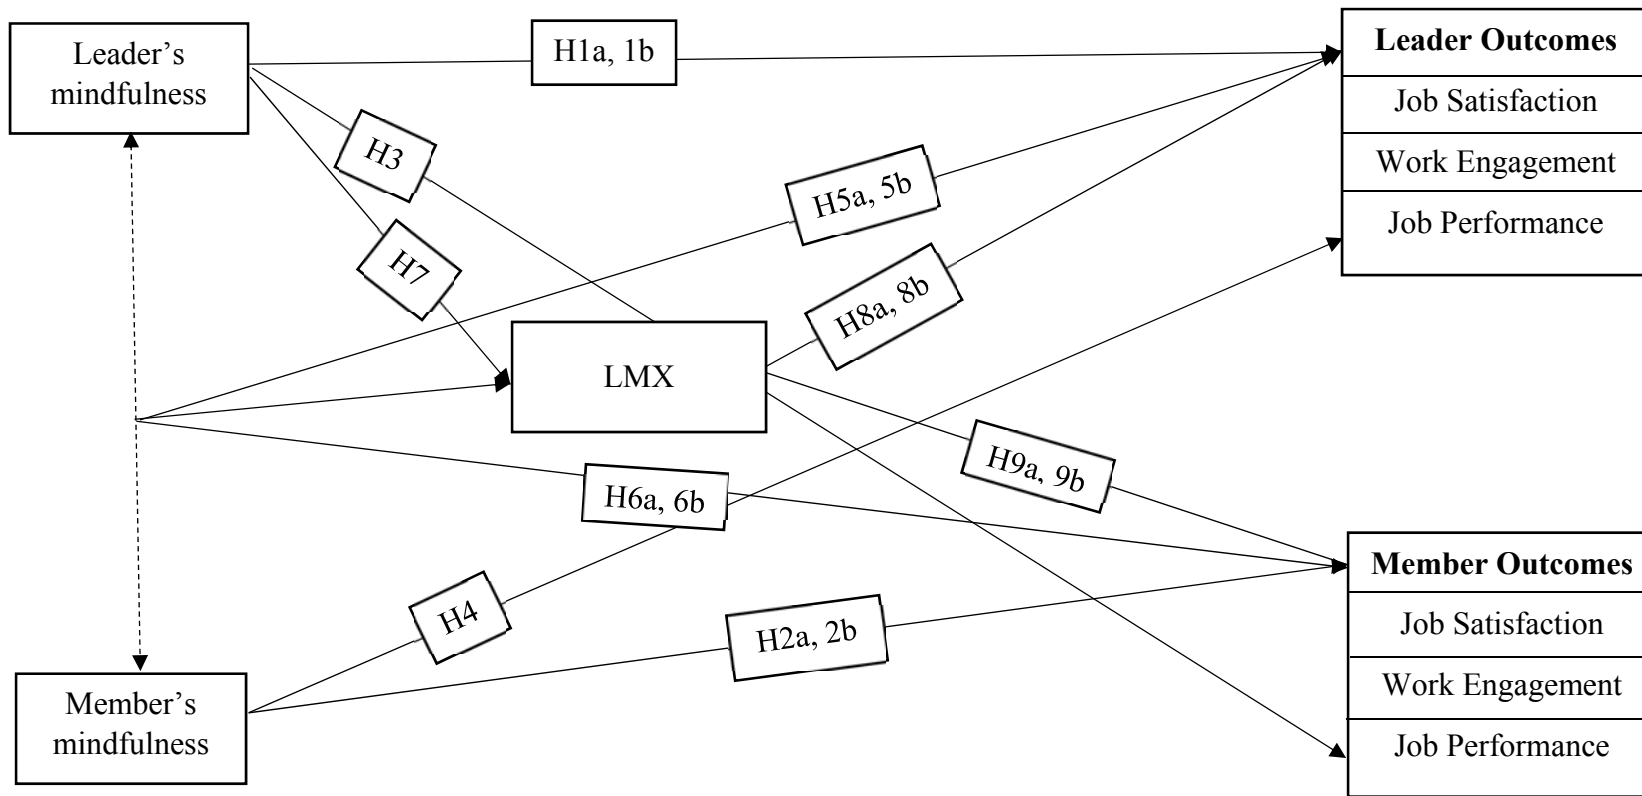 Leader’s
mindfulness
H1a, 1b
Leader Outcomes
Job Satisfaction
Work Engagement
Job Performance
H3
H5a, 5b
H7
H8a, 8b
LMX
H9a, 9b
H6a, 6b
H4
H2a, 2b
Member’s
mindfulness
Member Outcomes
Job Satisfaction
Work Engagement
Job Performance